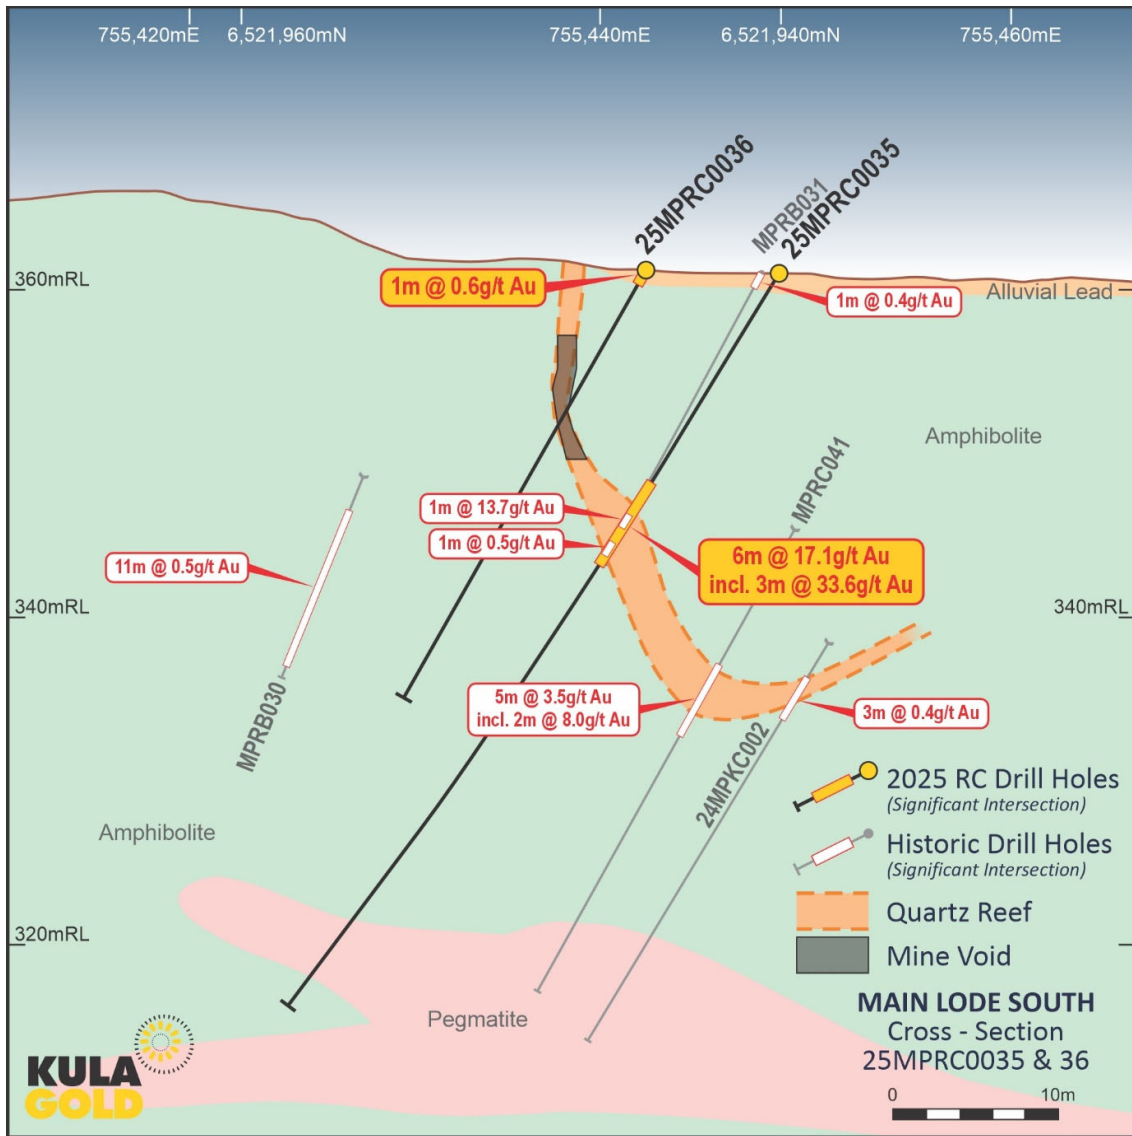 755,420mE
6,521,960mN
755,440mE
6,521,940mN
755,460mE
25MPRC0036
MPRB031
25MPRC0035
360mRL
1m @ 0.6g/t Au
1m @ 0.4g/t Au
Alluvial Lead
Amphibolite
MPRC041
1m @ 13.7g/t Au
1m @ 0.5g/t Au
6m @ 17.1g/t Au
incl. 3m @ 33.6g/t Au
11m @ 0.5g/t Au
340mRL
340mRL
MPRB030
5m @ 3.5g/t Au
incl. 2m @ 8.0g/t Au
3m @ 0.4g/t Au
24MPKC002
2025 RC Drill Holes
(Significant Intersection)
Amphibolite
Historic Drill Holes
(Significant Intersection)
Quartz Reef
320mRL
Mine Void
Pegmatite
MAIN LODE SOUTH
Cross - Section
25MPRC0035 & 36
0 10m
KULA
GOLD